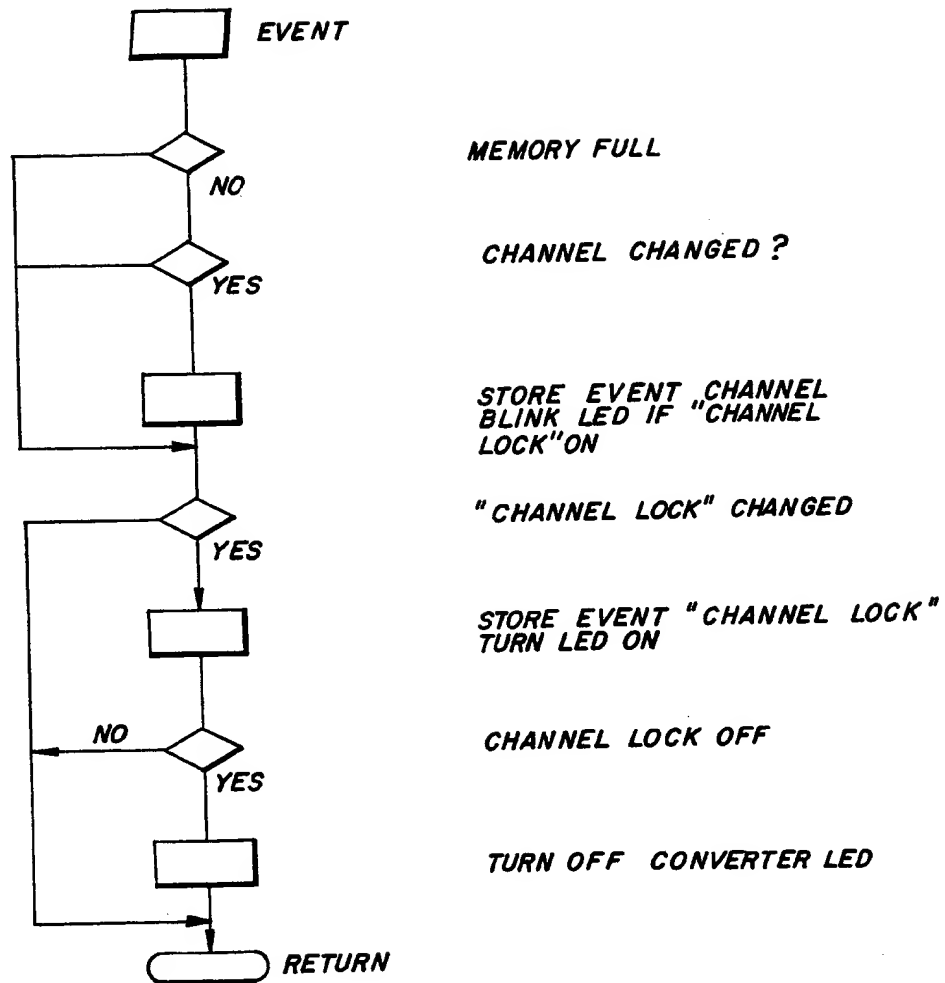 EVENT
MEMORY FULL
NO
CHANNEL CHANGED?
YES
STORE EVENT CHANNEL
BLINK LED IF "CHANNEL
LOCK" ON
"CHANNEL LOCK" CHANGED
YES
STORE EVENT "CHANNEL LOCK"
TURN LED ON
NO
CHANNEL LOCK OFF
YES
TURN OFF CONVERTER LED
RETURN